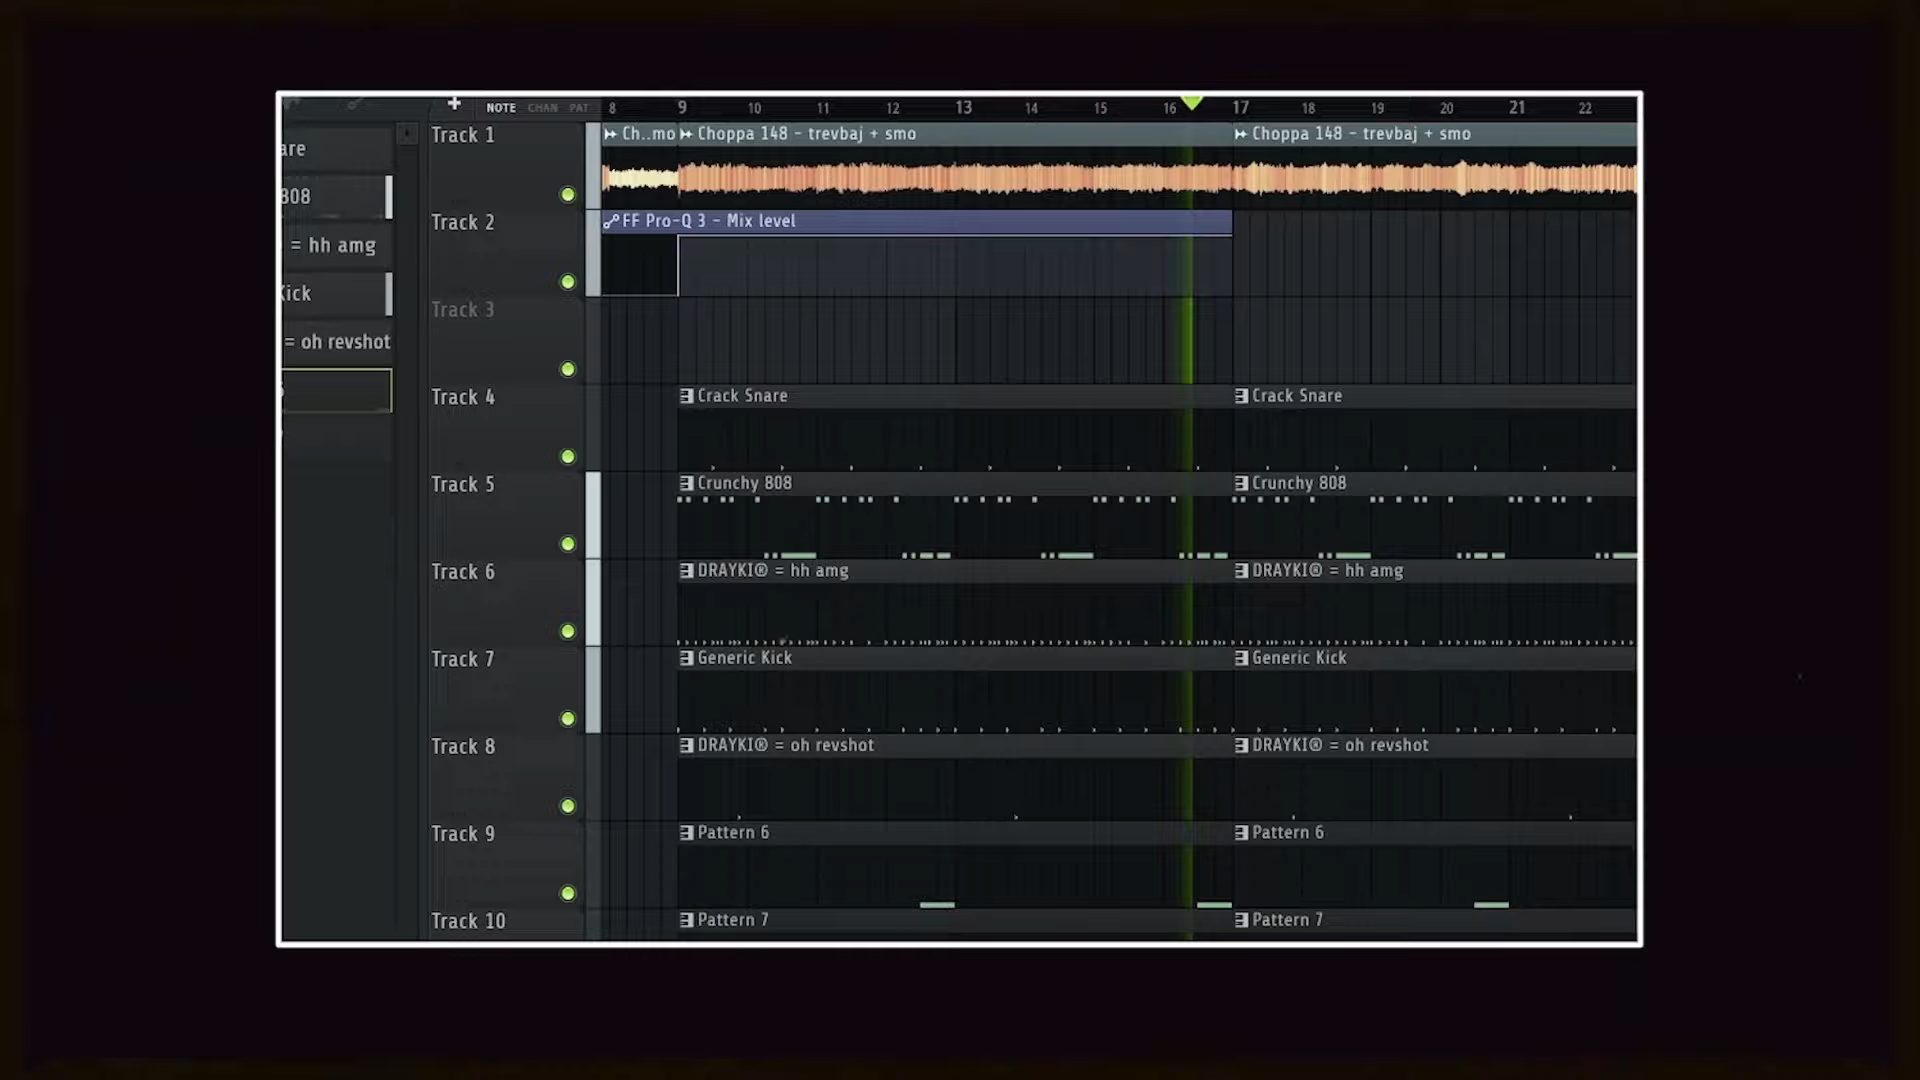 NOTE CHAN PAT 8 9 10 11 12 13 14 15 16 17 18 19 20 21 22
are
808
= hh amg
Kick
= oh revshot
Track 1
Ch..mo Choppa 148 - trevbaj + smo Choppa 148 - trevbaj + smo
Track 2
FF Pro-Q 3 - Mix level
Track 3
Track 4
Crack Snare Crack Snare
Track 5
Crunchy 808 Crunchy 808
Track 6
DRAYKI® = hh amg DRAYKI® = hh amg
Track 7
Generic Kick Generic Kick
Track 8
DRAYKI® = oh revshot DRAYKI® = oh revshot
Track 9
Pattern 6 Pattern 6
Track 10
Pattern 7 Pattern 7